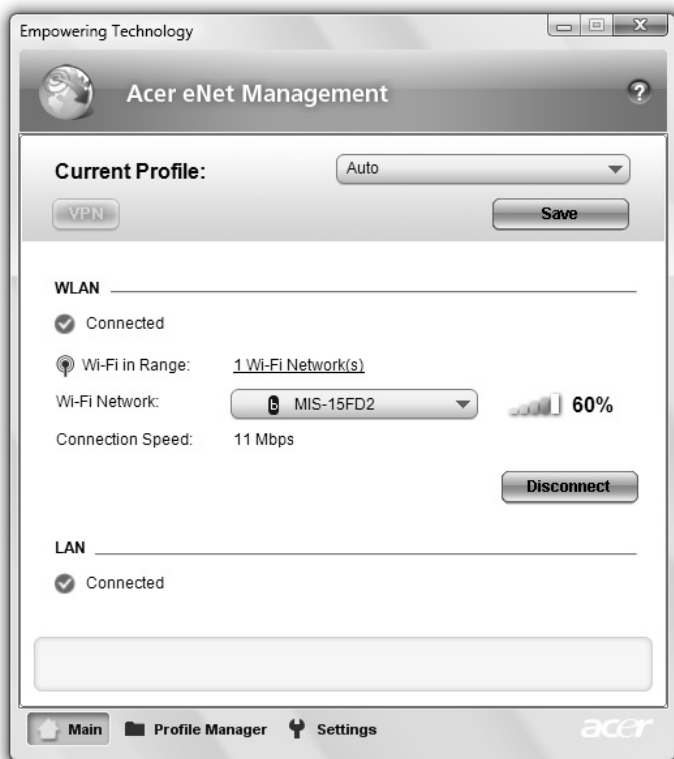 Empowering Technology
Acer eNet Management
?
Current Profile:
Auto
VPN
Save
WLAN
Connected
Wi-Fi in Range:
1 Wi-Fi Network(s)
Wi-Fi Network:
b MIS-15FD2
60%
Connection Speed:
11 Mbps
Disconnect
LAN
Connected
Main
Profile Manager
Settings
acer